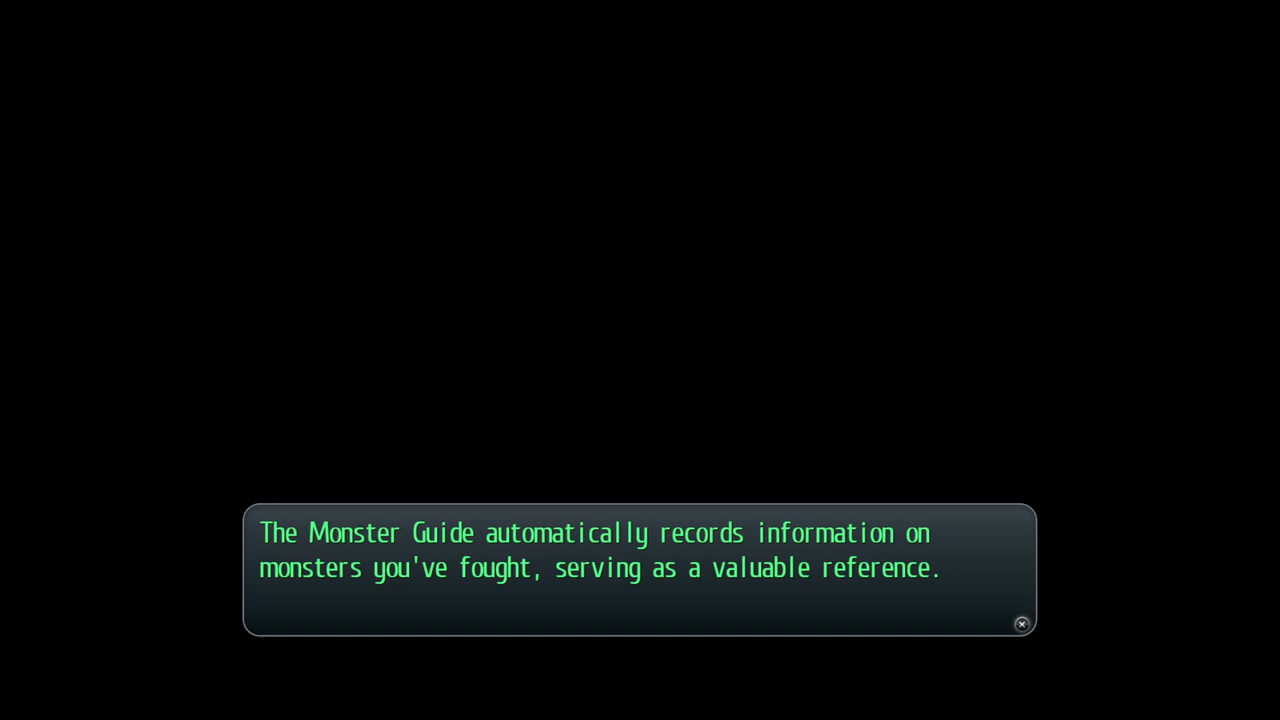 The Monster Guide automatically records information on
monsters you've fought, serving as a valuable reference.